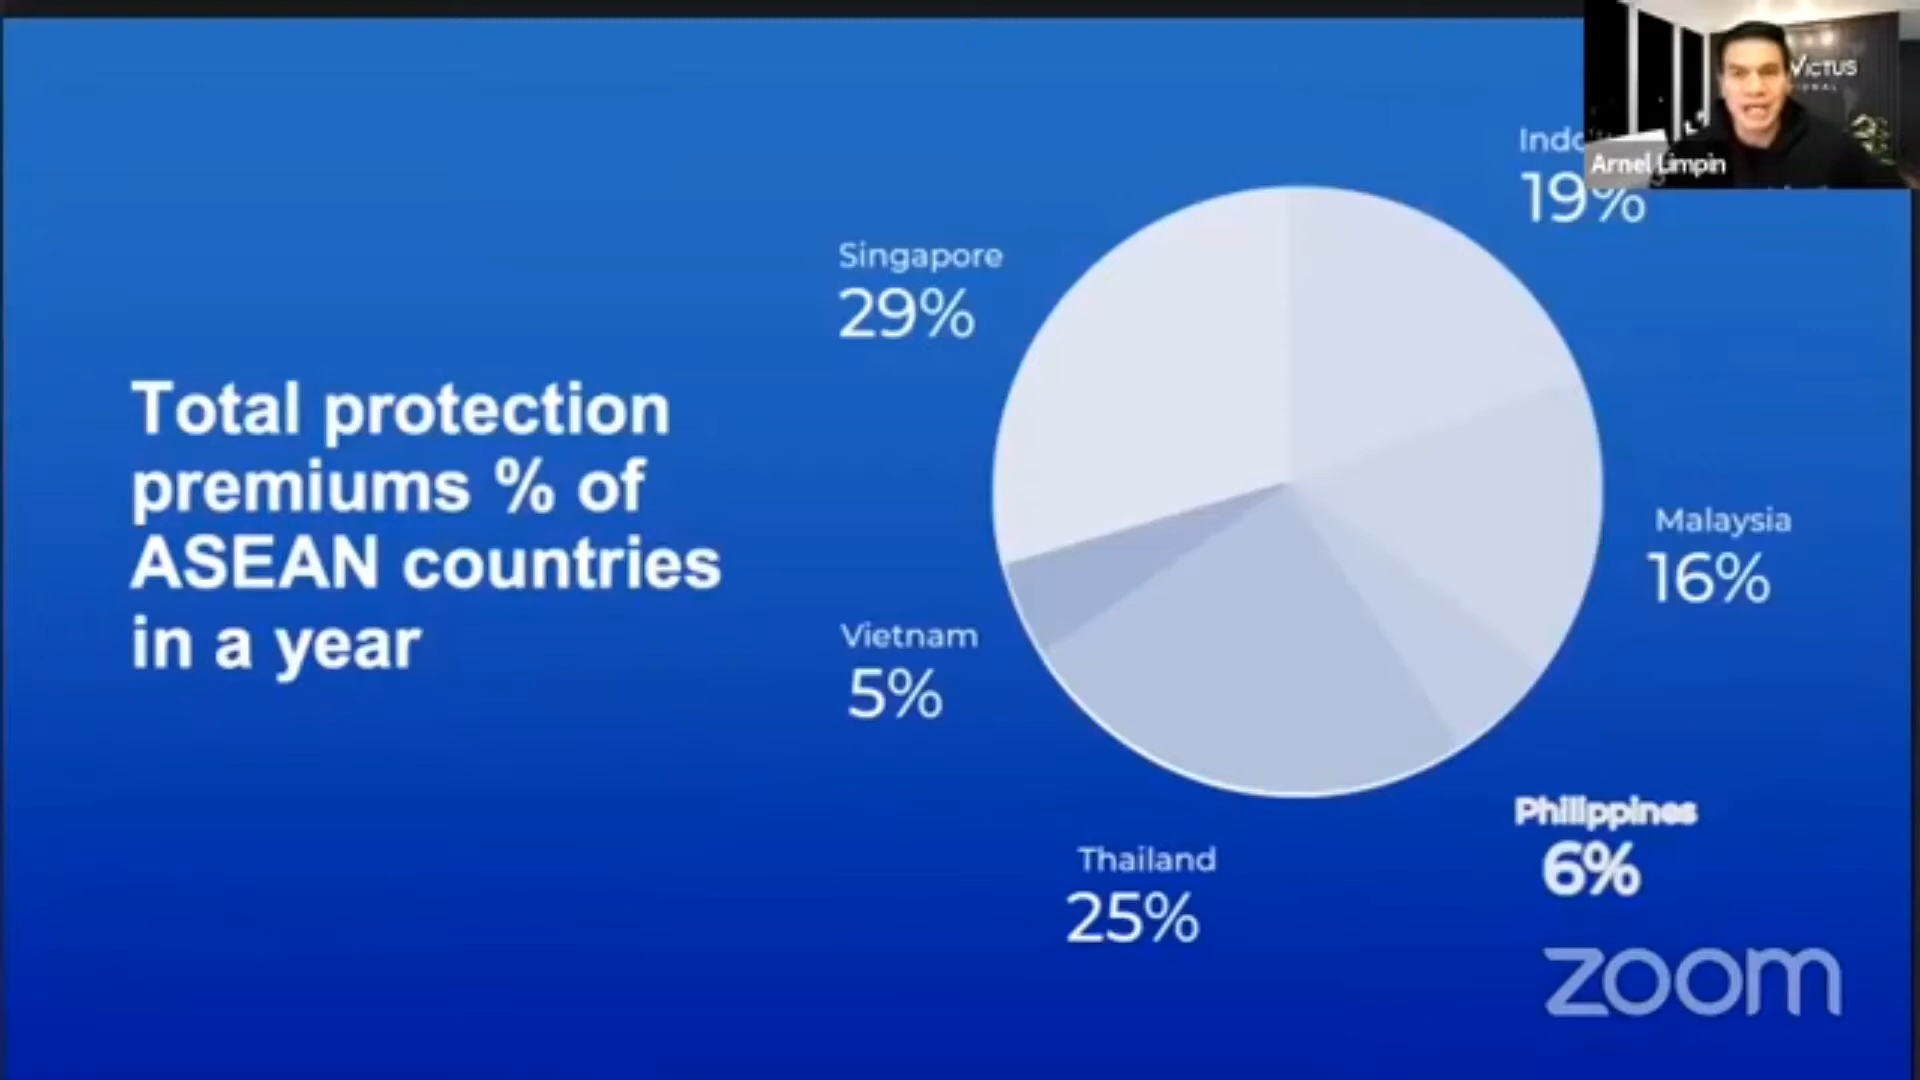 Total protection
premiums % of
ASEAN countries
in a year
Singapore
29%
19%
Malaysia
16%
Vietnam
5%
Philippines
6%
Thailand
25%
Arnel Limpin
zoom